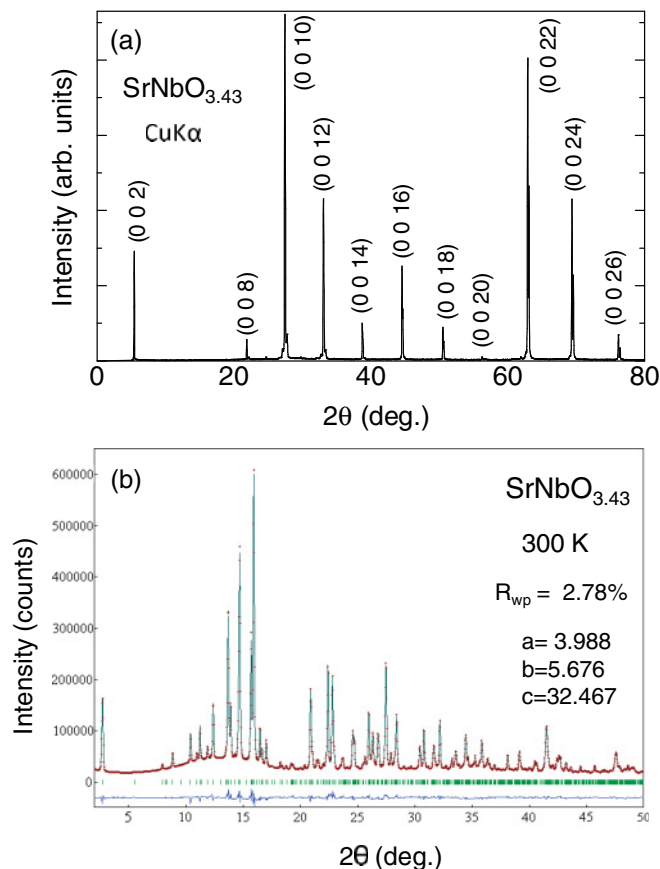 (a)
SrNbO3.43
CuKα
(0 0 2)
(0 0 8)
(0 0 10)
(0 0 12)
(0 0 14)
(0 0 16)
(0 0 18)
(0 0 20)
(0 0 22)
(0 0 24)
(0 0 26)
Intensity (arb. units)
0 20 40 60 80
2θ (deg.)
(b)
SrNbO3.43
300 K
Rwp = 2.78%
a= 3.988
b=5.676
c=32.467
Intensity (counts)
600000
500000
400000
300000
200000
100000
0
5 10 15 20 25 30 35 40 45 50
2θ (deg.)